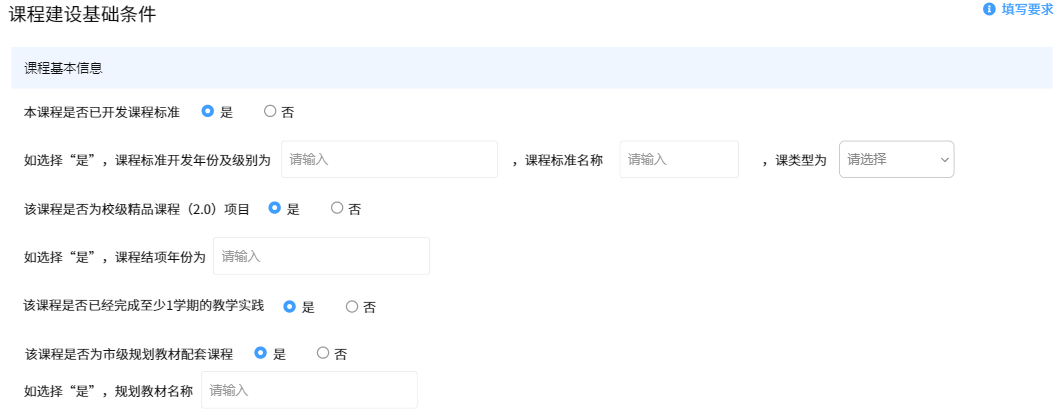 课程建设基础条件 填写要求
课程基本信息
本课程是否已开发课程标准 是 否
如选择“是”，课程标准开发年份及级别为 请输入 ，课程标准名称 请输入 ，课类型为 请选择
该课程是否为校级精品课程（2.0）项目 是 否
如选择“是”，课程结项年份为 请输入
该课程是否已经完成至少1学期的教学实践 是 否
该课程是否为市级规划教材配套课程 是 否
如选择“是”，规划教材名称 请输入